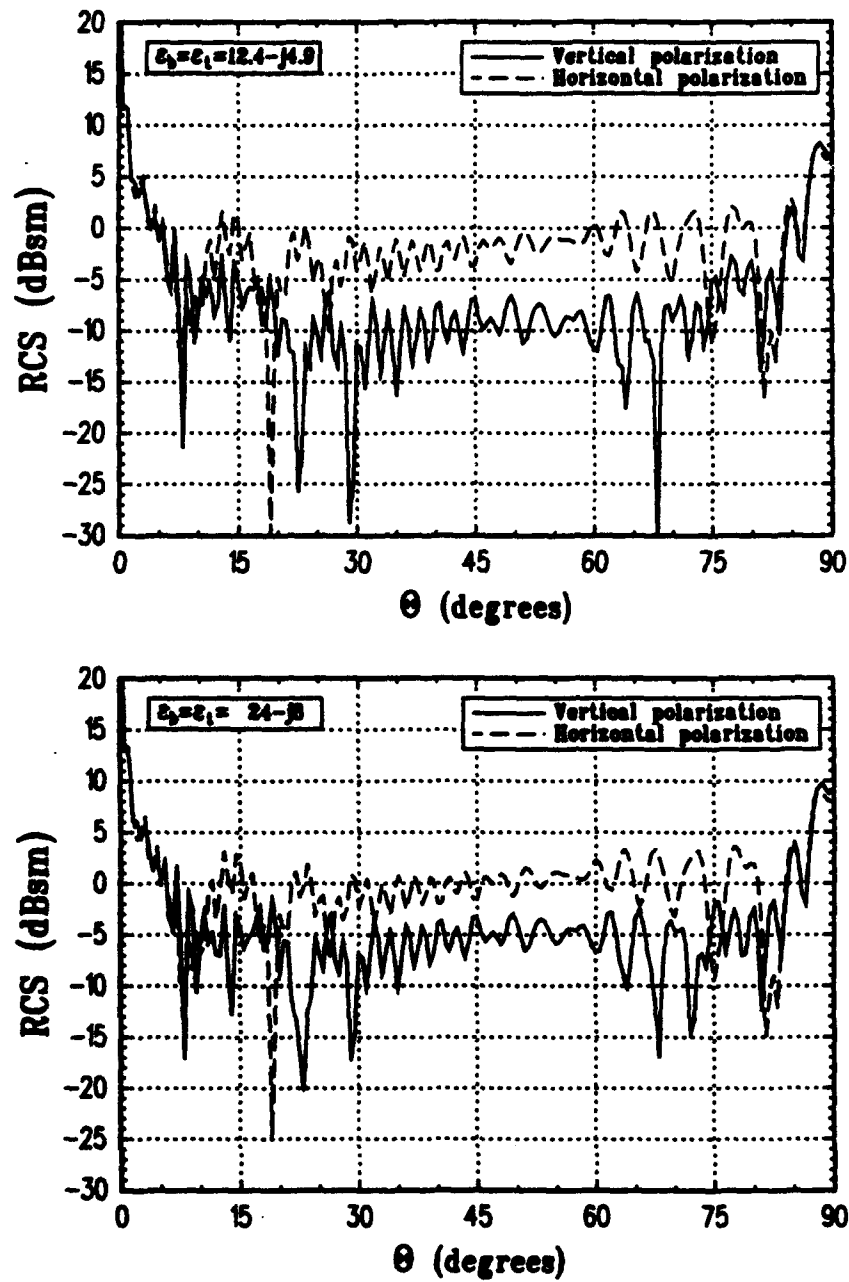 20
15
10
5
0
-5
-10
-15
-20
-25
-30
RCS (dBsm)
ε_b=ε_t=12.4-j4.9
Vertical polarization
Horizontal polarization
0 15 30 45 60 75 90
Θ (degrees)
20
15
10
5
0
-5
-10
-15
-20
-25
-30
RCS (dBsm)
ε_b=ε_t= 24-j8
Vertical polarization
Horizontal polarization
0 15 30 45 60 75 90
Θ (degrees)